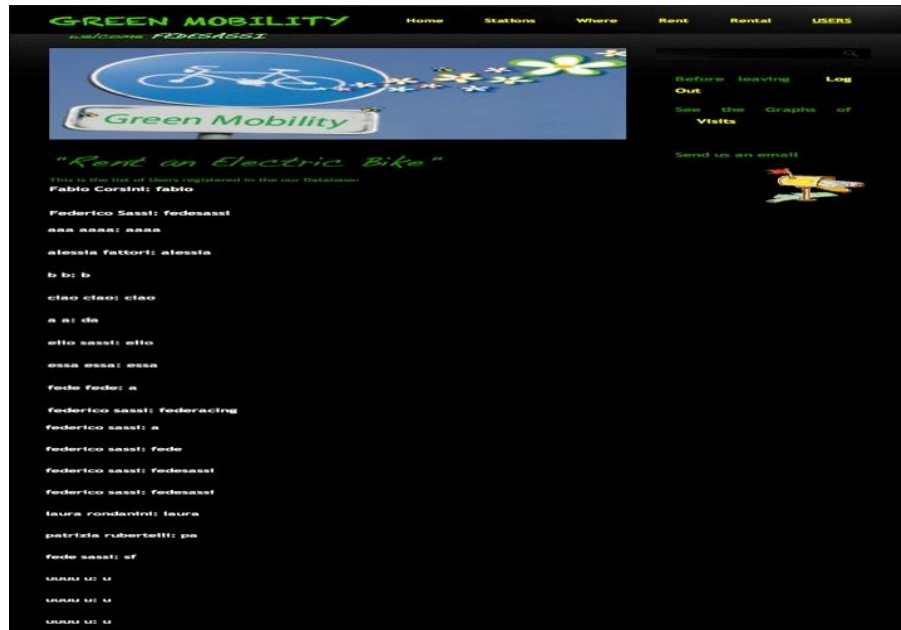 GREEN MOBILITY
Home Stations Where Rent Rental USERS
welcome FEDESASSI
Green Mobility
Before leaving Log
Out
See the Graphs of
Visits
Send us an email
"Rent an Electric Bike"
This is the list of Users registered in the our Database:
Fabio Corsini: fabio
Federico Sassi: fedesassi
aaa aaaa: aaaa
alessia fattori: alessia
b b: b
ciao ciao: ciao
a a: da
elio sassi: elio
essa essa: essa
fede fede: a
federico sassi: federacing
federico sassi: a
federico sassi: fede
federico sassi: fedesassi
federico sassi: fedesassi
laura rondanini: laura
patrizia rubertelli: pa
fede sassi: sf
uuuu u: u
uuuu u: u
uuuu u: u